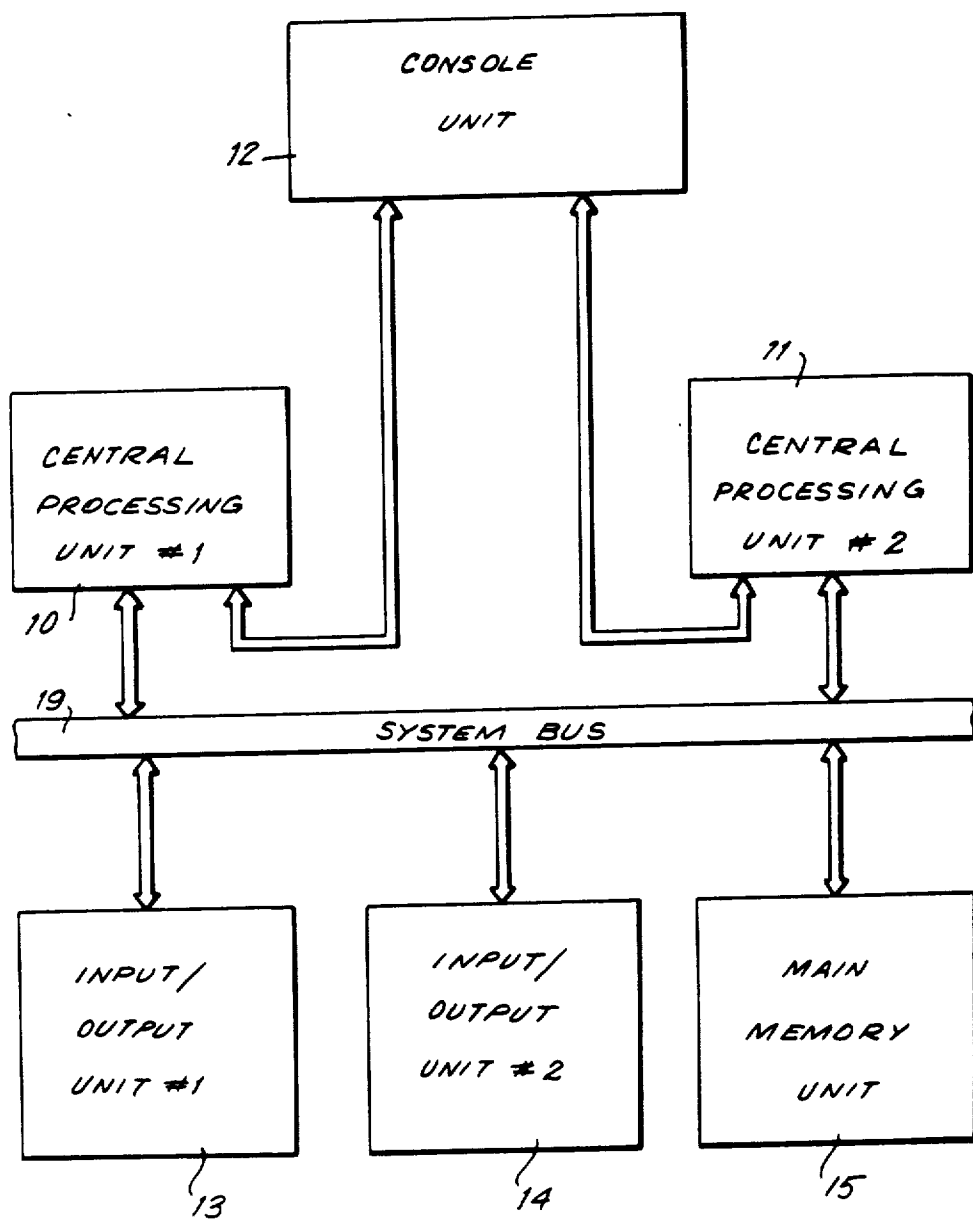 CONSOLE
UNIT
12
11
CENTRAL
PROCESSING
UNIT #1
10
CENTRAL
PROCESSING
UNIT #2
19
SYSTEM BUS
INPUT/
OUTPUT
UNIT #1
13
INPUT/
OUTPUT
UNIT #2
14
MAIN
MEMORY
UNIT
15